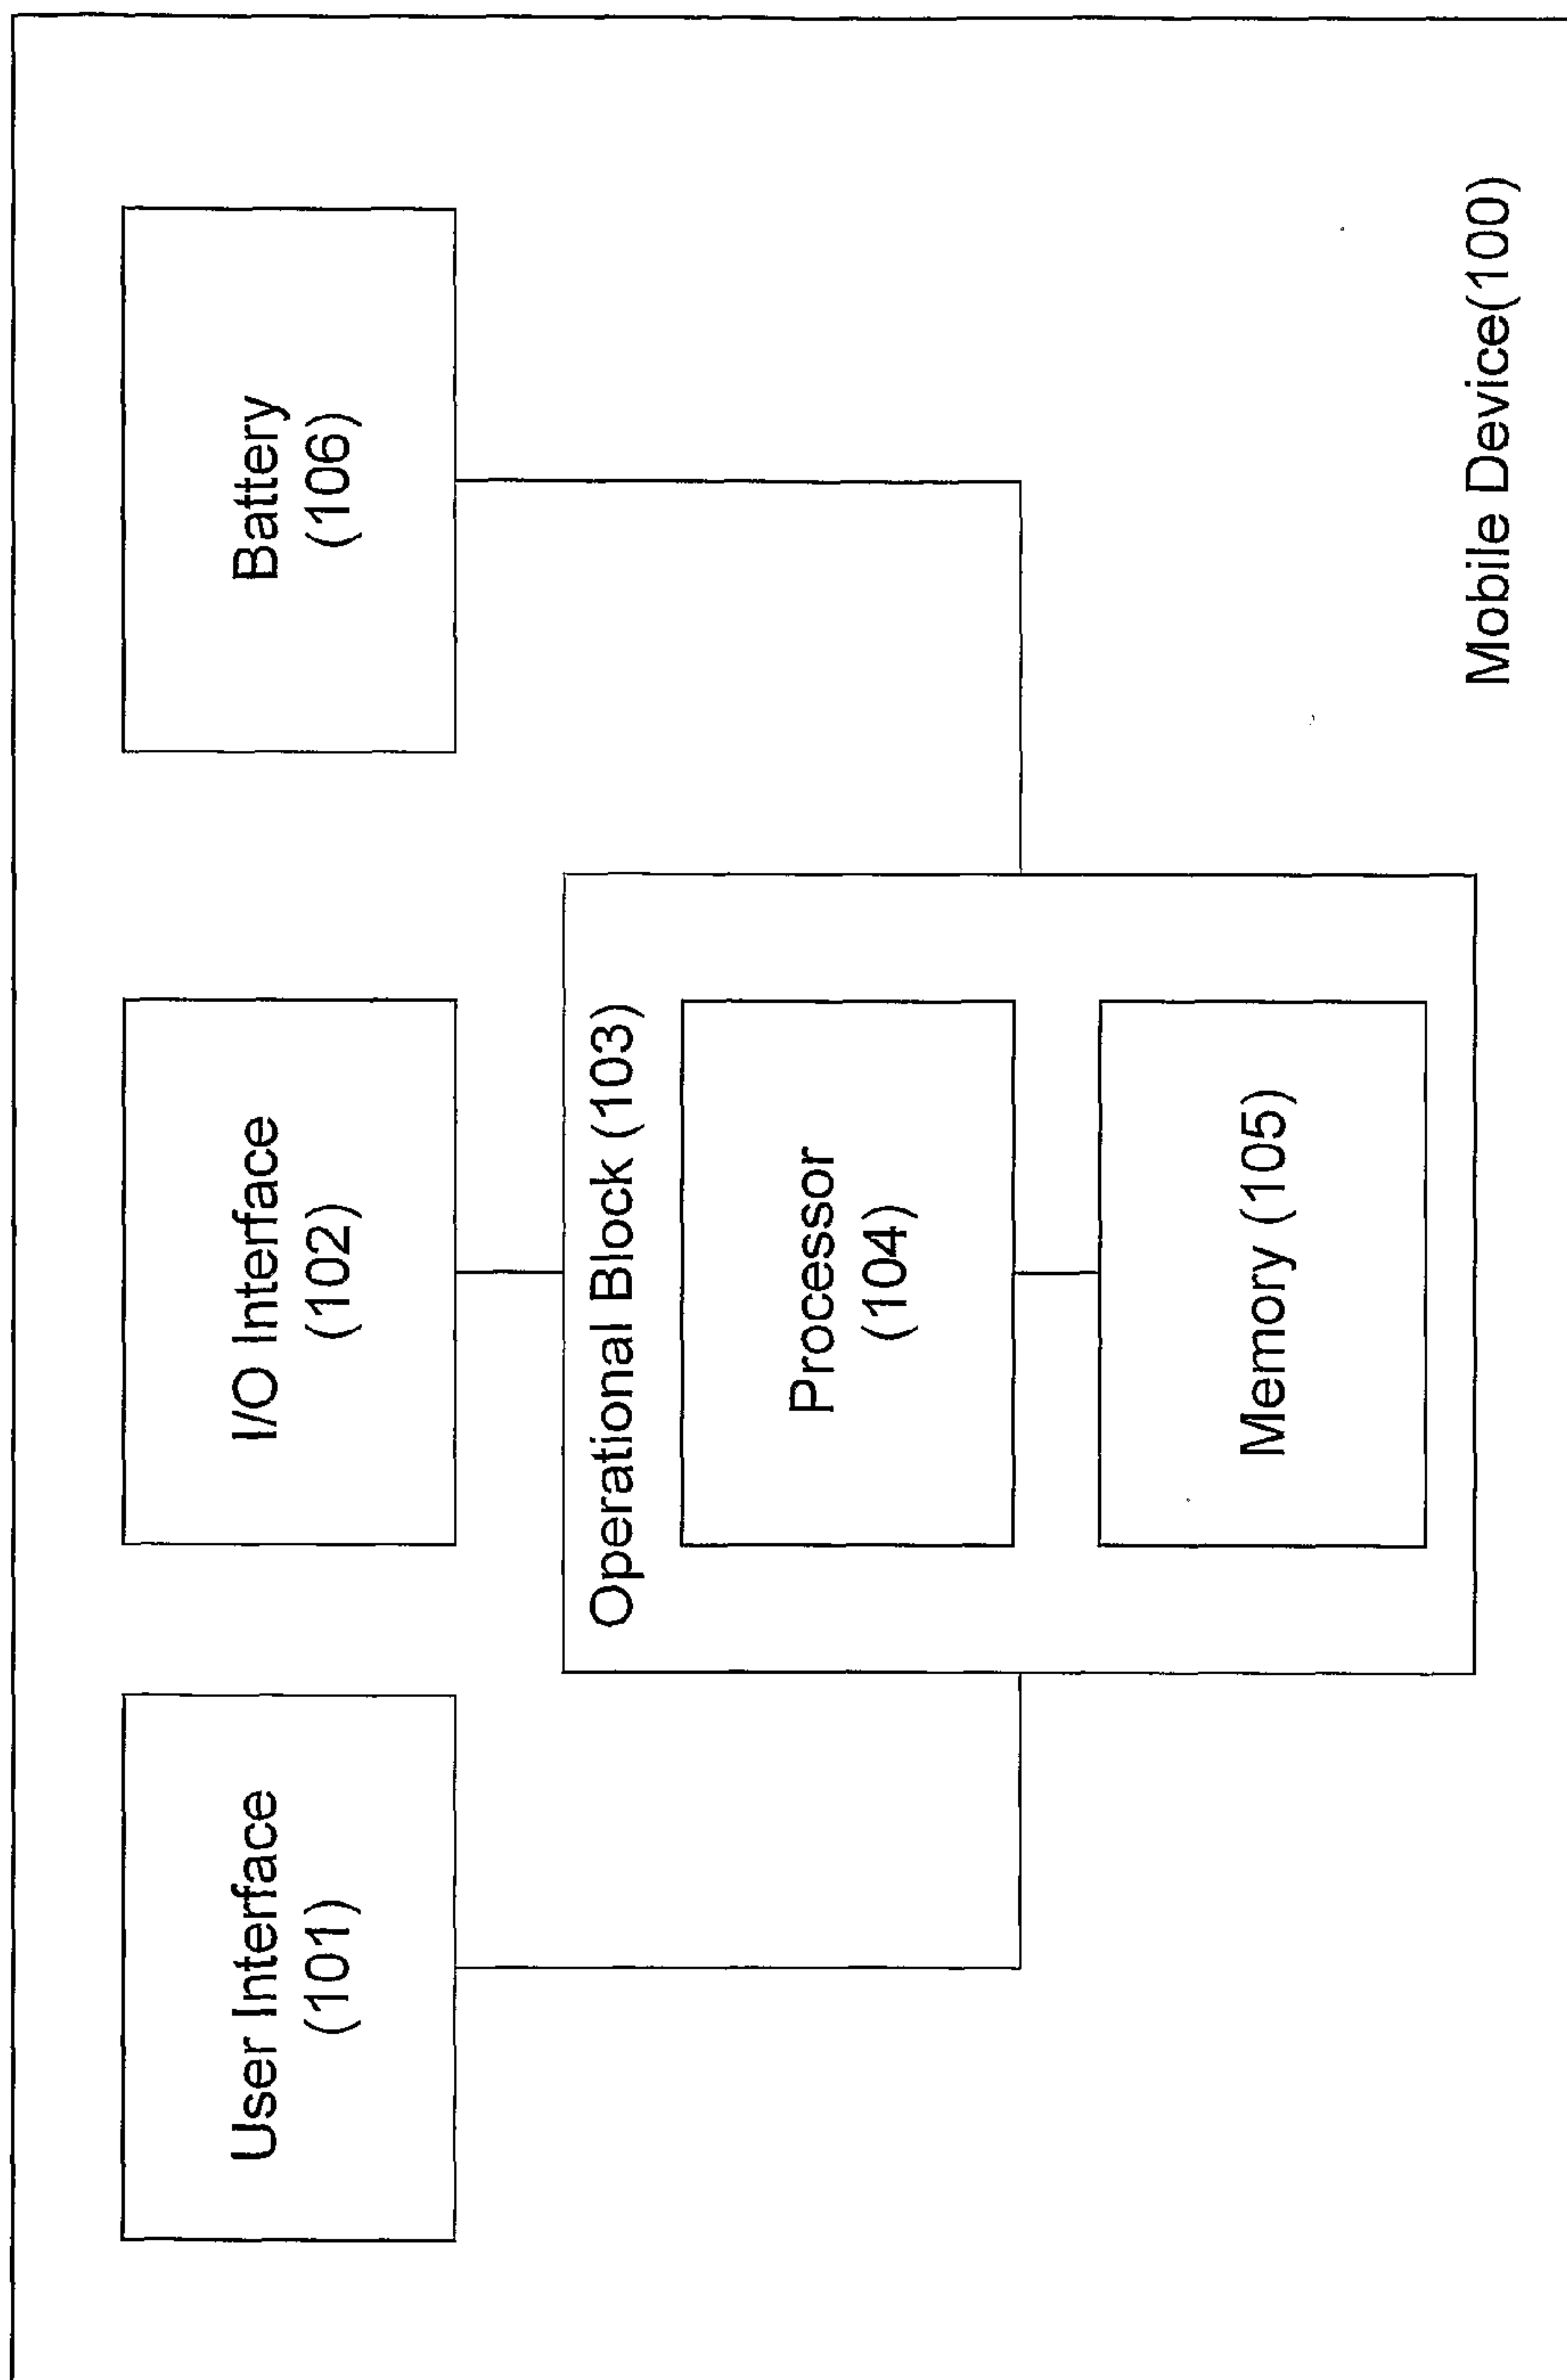 User Interface
(101)
I/O Interface
(102)
Battery
(106)
Operational Block (103)
Processor
(104)
Memory (105)
Mobile Device(100)